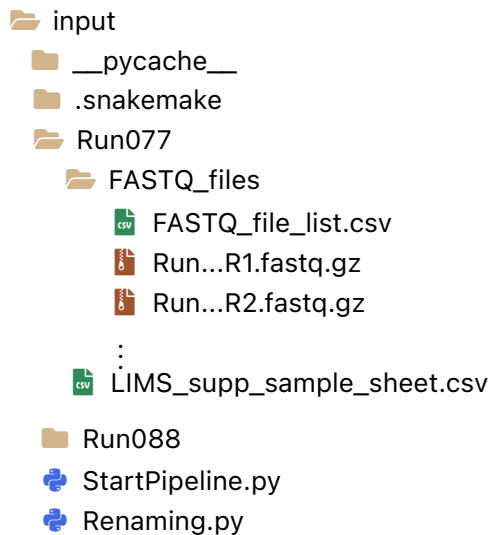 input
__pycache__
.snakemake
Run077
FASTQ_files
FASTQ_file_list.csv
Run...R1.fastq.gz
Run...R2.fastq.gz
⋮
LIMS_supp_sample_sheet.csv
Run088
StartPipeline.py
Renaming.py